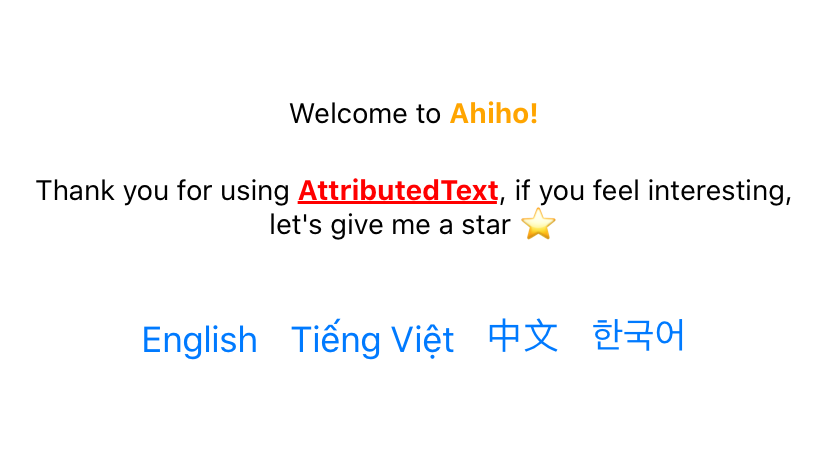 Welcome to Ahiho!
Thank you for using AttributedText, if you feel interesting,
let's give me a star ⭐
English Tiếng Việt 中文 한국어